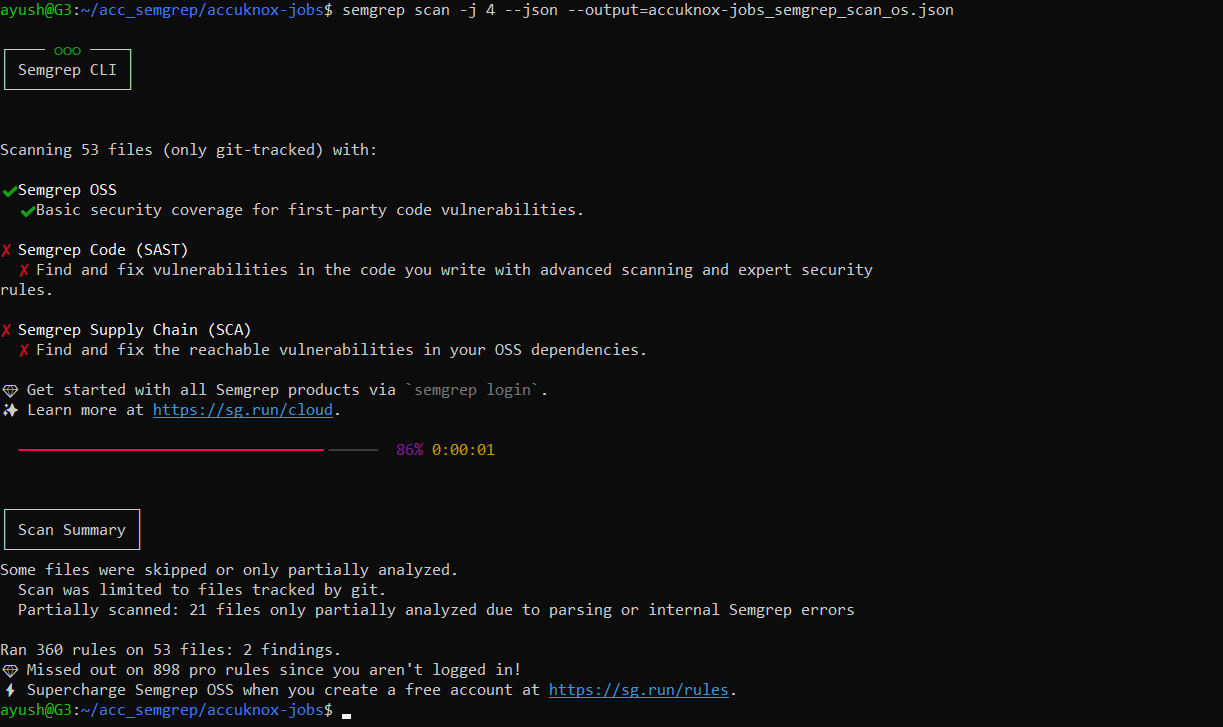 ayush@G3:~/acc_semgrep/accuknox-jobs$ semgrep scan -j 4 --json --output=accuknox-jobs_semgrep_scan_os.json
○○○
Semgrep CLI
Scanning 53 files (only git-tracked) with:
✔Semgrep OSS
✔Basic security coverage for first-party code vulnerabilities.
✘ Semgrep Code (SAST)
✘ Find and fix vulnerabilities in the code you write with advanced scanning and expert security
rules.
✘ Semgrep Supply Chain (SCA)
✘ Find and fix the reachable vulnerabilities in your OSS dependencies.
💎 Get started with all Semgrep products via `semgrep login`.
✨ Learn more at https://sg.run/cloud.
86% 0:00:01
Scan Summary
Some files were skipped or only partially analyzed.
Scan was limited to files tracked by git.
Partially scanned: 21 files only partially analyzed due to parsing or internal Semgrep errors
Ran 360 rules on 53 files: 2 findings.
💎 Missed out on 898 pro rules since you aren't logged in!
⚡ Supercharge Semgrep OSS when you create a free account at https://sg.run/rules.
ayush@G3:~/acc_semgrep/accuknox-jobs$